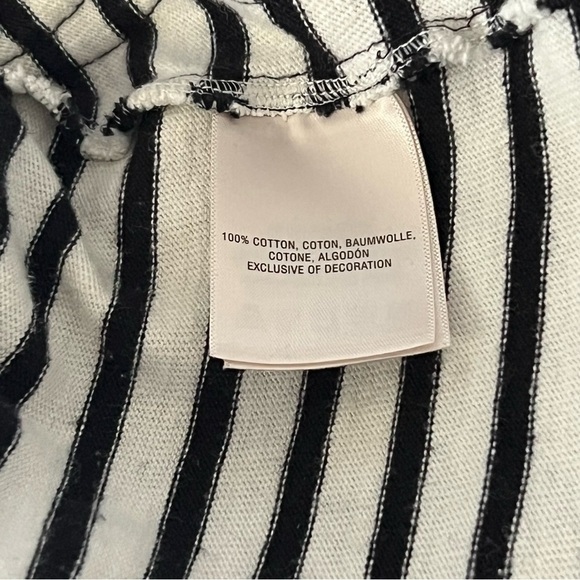 100% COTTON, COTON, BAUMWOLLE,
COTONE, ALGODÓN
EXCLUSIVE OF DECORATION